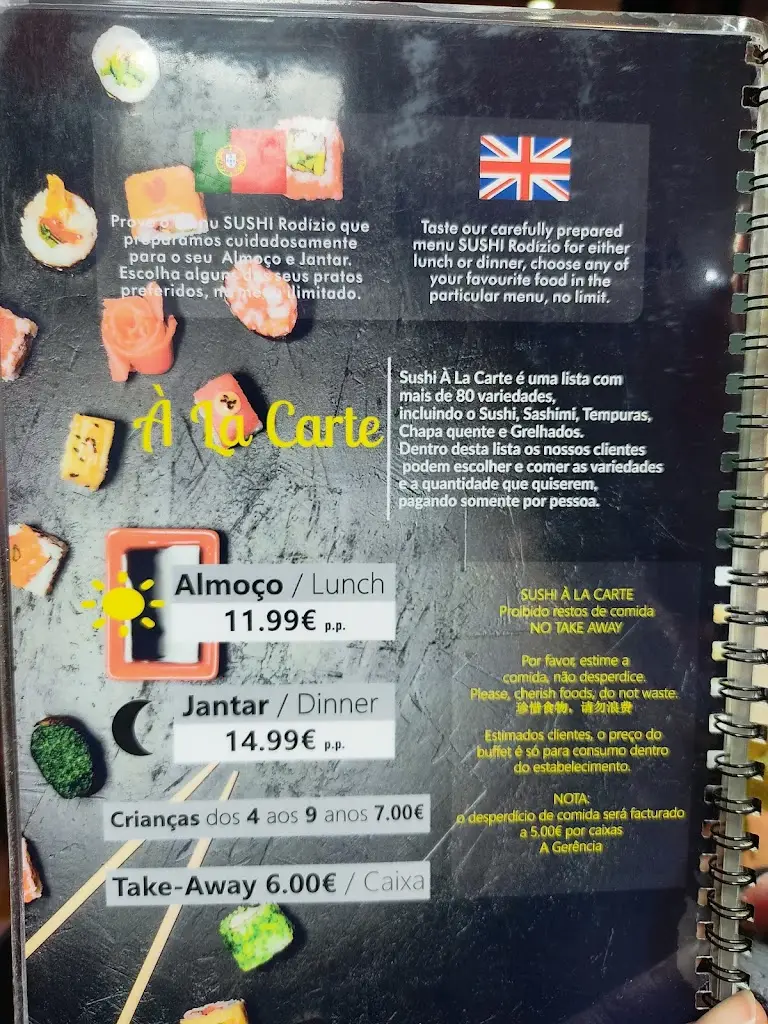 Prove o Menu SUSHI Rodízio que
preparamos cuidadosamente
para o seu Almoço e Jantar.
Escolha alguns dos seus pratos
preferidos, no menu ilimitado.
Taste our carefully prepared
menu SUSHI Rodízio for either
lunch or dinner, choose any of
your favourite food in the
particular menu, no limit.
À La Carte
Sushi À La Carte é uma lista com
mais de 80 variedades,
incluindo o Sushi, Sashimi, Tempuras,
Chapa quente e Grelhados.
Dentro desta lista os nossos clientes
podem escolher e comer as variedades
e a quantidade que quiserem,
pagando somente por pessoa.
Almoço / Lunch
11.99€ p.p.
Jantar / Dinner
14.99€ p.p.
Crianças dos 4 aos 9 anos 7.00€
Take-Away 6.00€ / Caixa
SUSHI À LA CARTE
Proibido restos de comida
NO TAKE AWAY
Por favor, estime a
comida, não desperdice.
Please, cherish foods, do not waste.
珍惜食物、请勿浪费
Estimados clientes, o preço do
buffet é só para consumo dentro
do estabelecimento.
NOTA:
o desperdício de comida será facturado
a 5.00€ por caixas
A Gerência